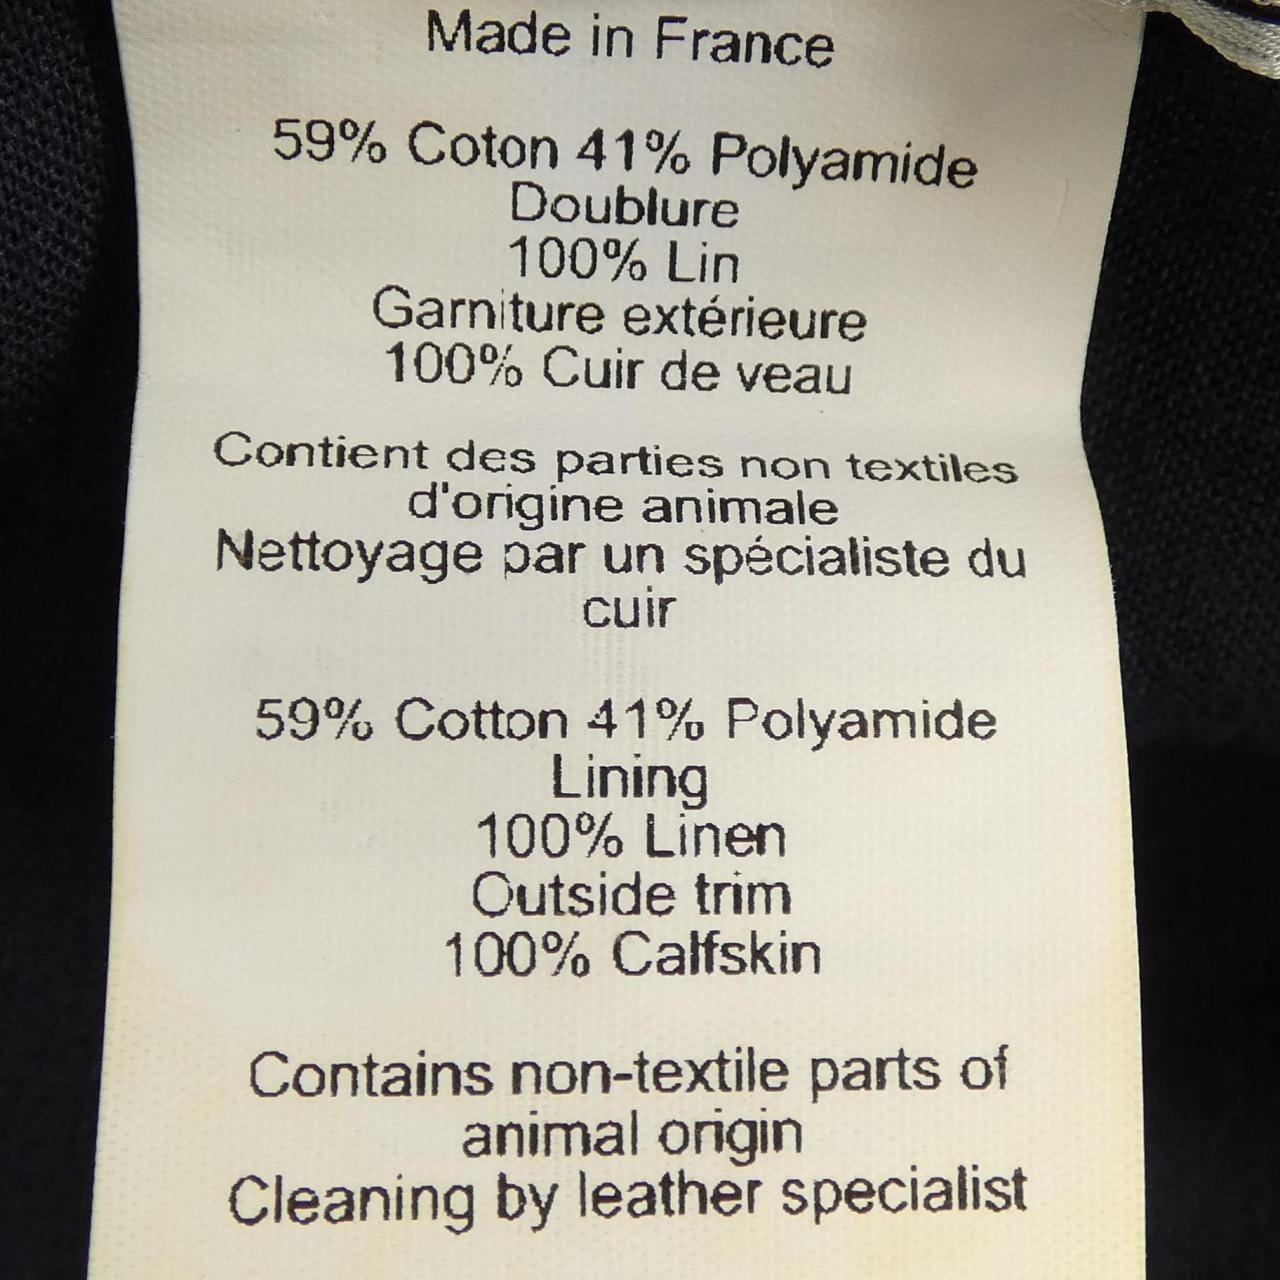 Made in France
59% Coton 41% Polyamide
Doublure
100% Lin
Garniture extérieure
100% Cuir de veau
Contient des parties non textiles
d'origine animale
Nettoyage par un spécialiste du
cuir
59% Cotton 41% Polyamide
Lining
100% Linen
Outside trim
100% Calfskin
Contains non-textile parts of
animal origin
Cleaning by leather specialist